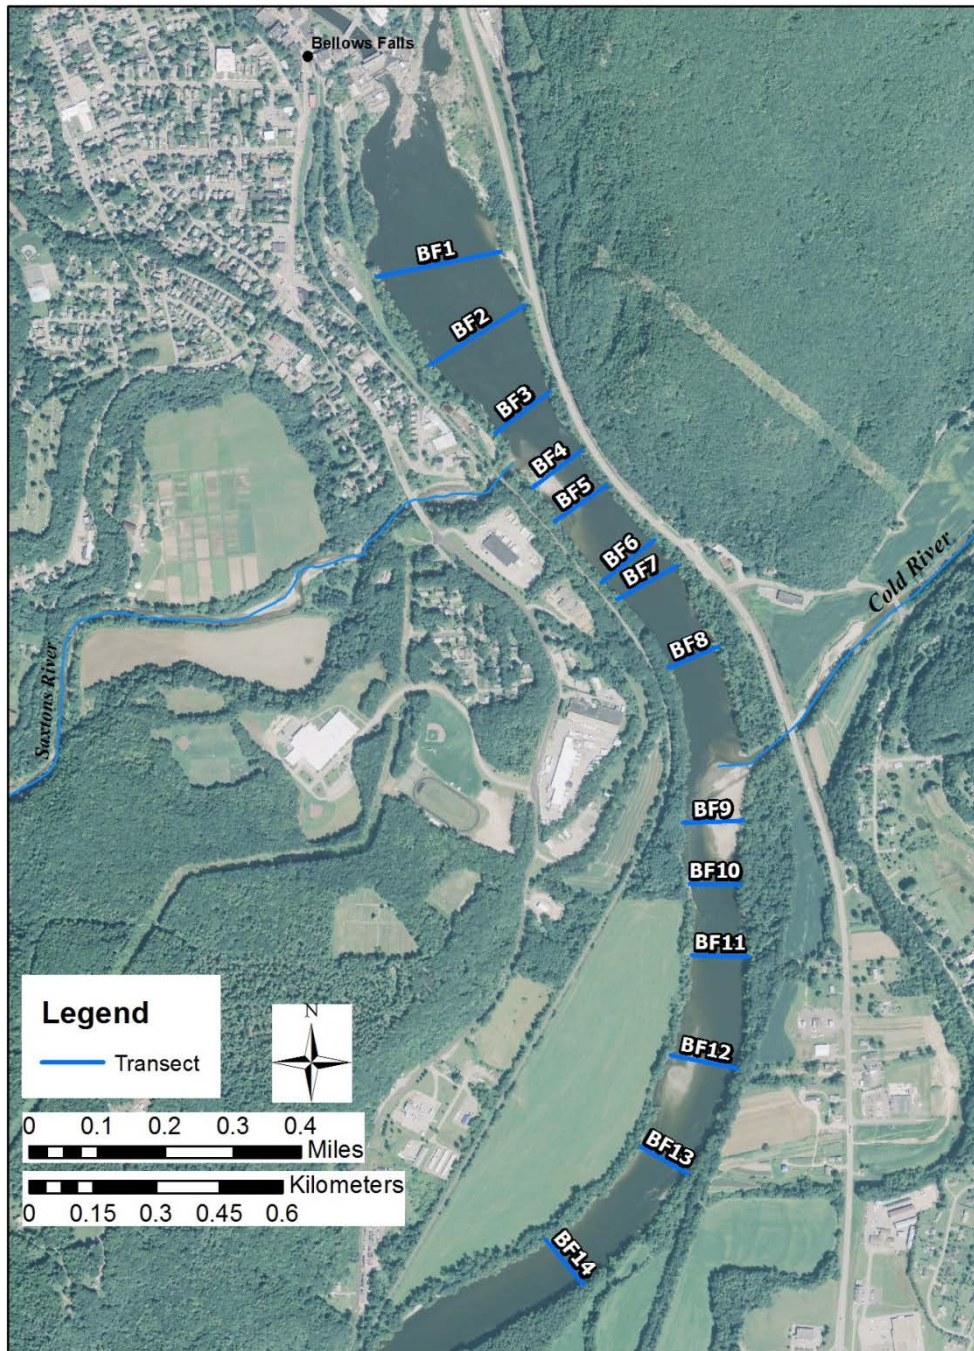 Bellows Falls
BF1
BF2
BF3
BF4
BF5
BF6
BF7
Cold River
BF8
Saxtons River
BF9
BF10
BF11
Legend
N
Transect
BF12
0 0.1 0.2 0.3 0.4
Miles
BF13
Kilometers
0 0.15 0.3 0.45 0.6
BF14